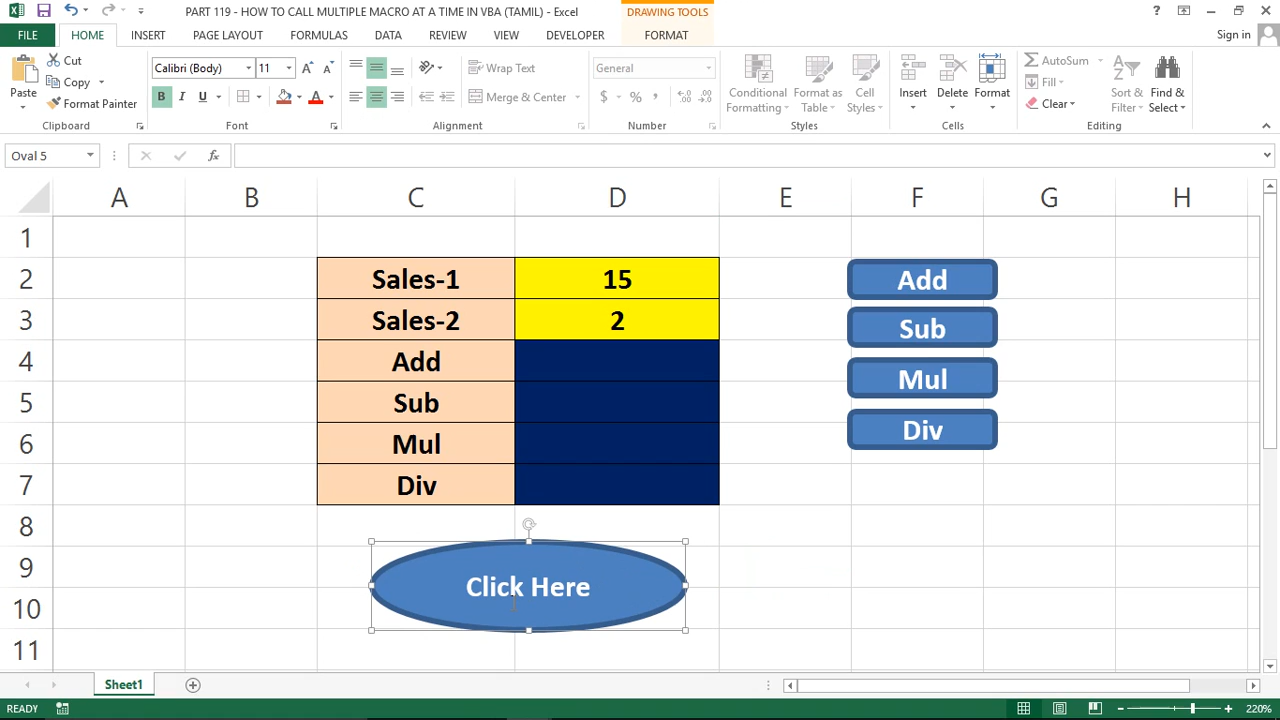 PART 119 - HOW TO CALL MULTIPLE MACRO AT A TIME IN VBA (TAMIL) - Excel
DRAWING TOOLS
?
FILE HOME INSERT PAGE LAYOUT FORMULAS DATA REVIEW VIEW DEVELOPER FORMAT Sign in
Paste
Cut
Copy
Format Painter
Clipboard
Calibri (Body) 11
B I U
Font
Wrap Text
Merge & Center
Alignment
General
$ % ,
Number
Conditional Formatting
Format as Table
Cell Styles
Styles
Insert
Delete
Format
Cells
AutoSum
Fill
Clear
Sort & Filter
Find & Select
Editing
Oval 5 fx
A B C D E F G H
1
2 Sales-1 15 Add
3 Sales-2 2 Sub
4 Add Mul
5 Sub
6 Mul Div
7 Div
8
9 Click Here
10
11
Sheet1
READY 220%